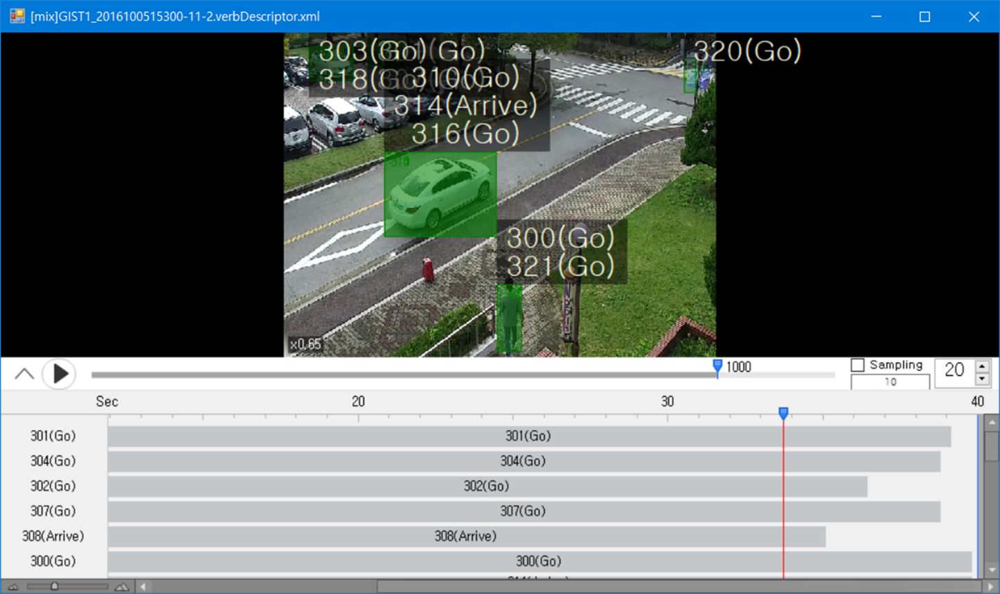 [mix]GIST1_2016100515300-11-2.verbDescriptor.xml
303(Go) (Go)
320(Go)
318(Go
310(Go)
314(Arrive)
316(Go)
300(Go)
321(Go)
x0,65
1000
Sampling
10
20
Sec 20 30 40
301(Go) 301(Go)
304(Go) 304(Go)
302(Go) 302(Go)
307(Go) 307(Go)
308(Arrive) 308(Arrive)
300(Go) 300(Go)